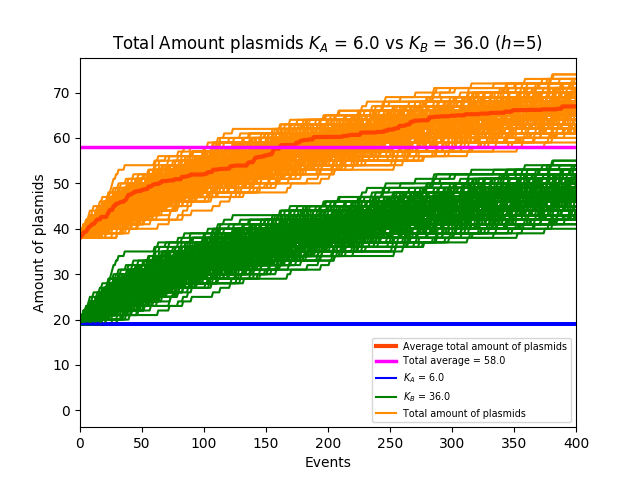 Total Amount plasmids K_A = 6.0 vs K_B = 36.0 (h=5)
70
60
50
40
30
20
10
0
Amount of plasmids
Average total amount of plasmids
Total average = 58.0
K_A = 6.0
K_B = 36.0
Total amount of plasmids
0 50 100 150 200 250 300 350 400
Events